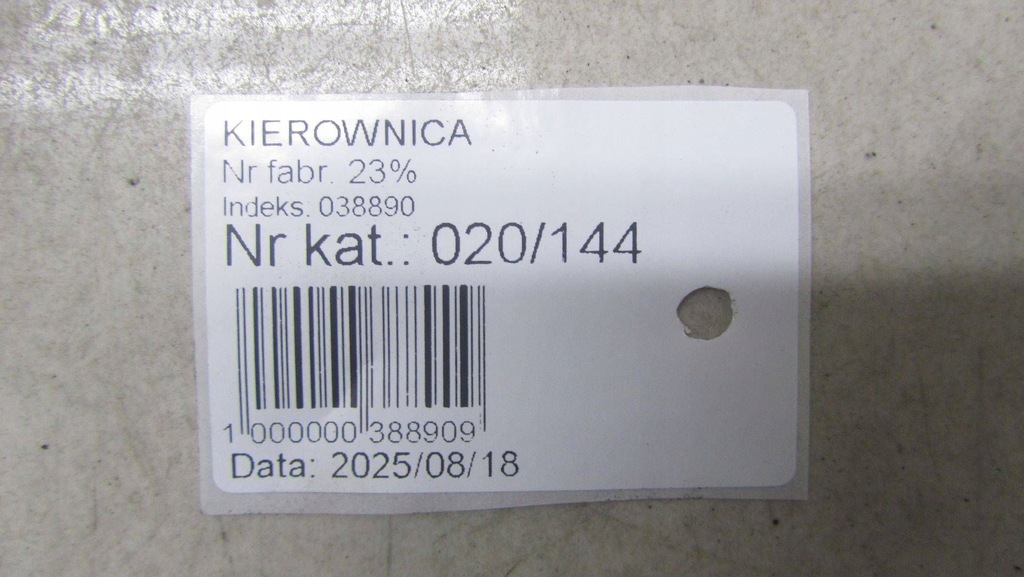 KIEROWNICA
Nr fabr. 23%
Indeks: 038890
Nr kat.: 020/144
1 000000 388909
Data: 2025/08/18